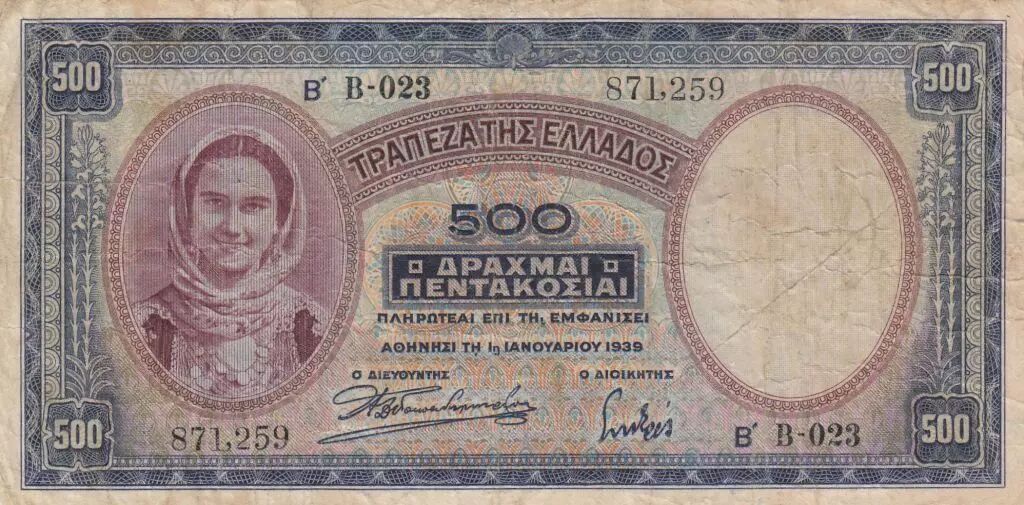 500 500
Β΄ B-023 871,259
ΤΡΑΠΕΖΑ ΤΗΣ ΕΛΛΑΔΟΣ
500
ΔΡΑΧΜΑΙ
ΠΕΝΤΑΚΟΣΙΑΙ
ΠΛΗΡΩΤΕΑΙ ΕΠΙ ΤΗι ΕΜΦΑΝΙΣΕΙ
ΑΘΗΝΗΣΙ ΤΗ 1η ΙΑΝΟΥΑΡΙΟΥ 1939
Ο ΔΙΕΥΘΥΝΤΗΣ Ο ΔΙΟΙΚΗΤΗΣ
871,259 Β΄ B-023
500 500